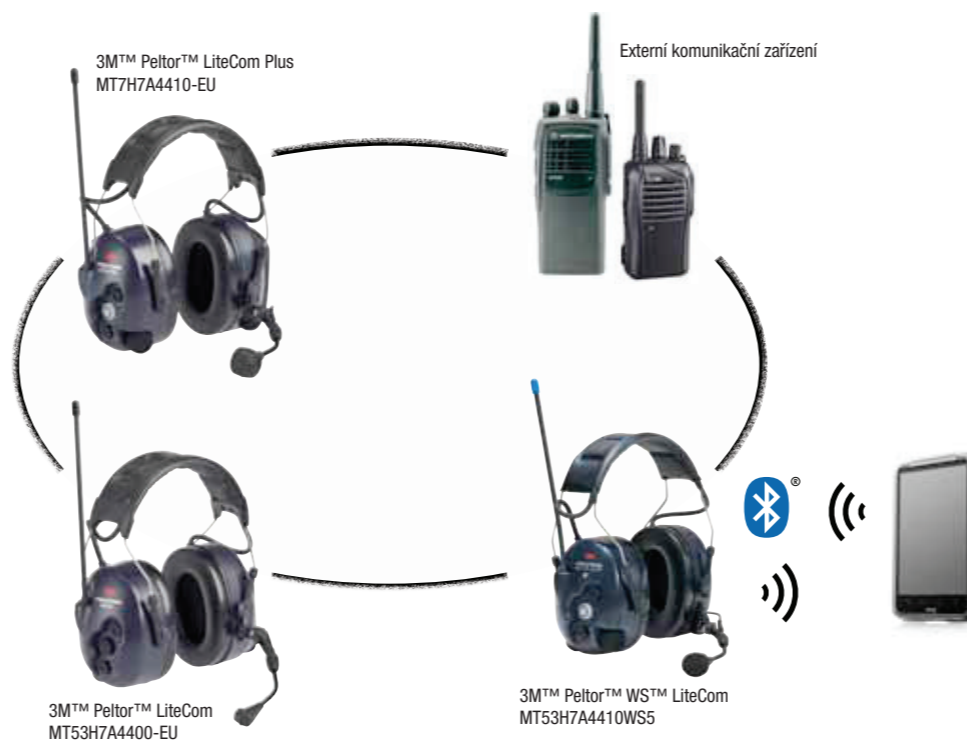 3M™ Peltor™ LiteCom Plus
MT7H7A4410-EU
Externí komunikační zařízení
®
3M™ Peltor™ LiteCom
MT53H7A4400-EU
3M™ Peltor™ WS™ LiteCom
MT53H7A4410WS5